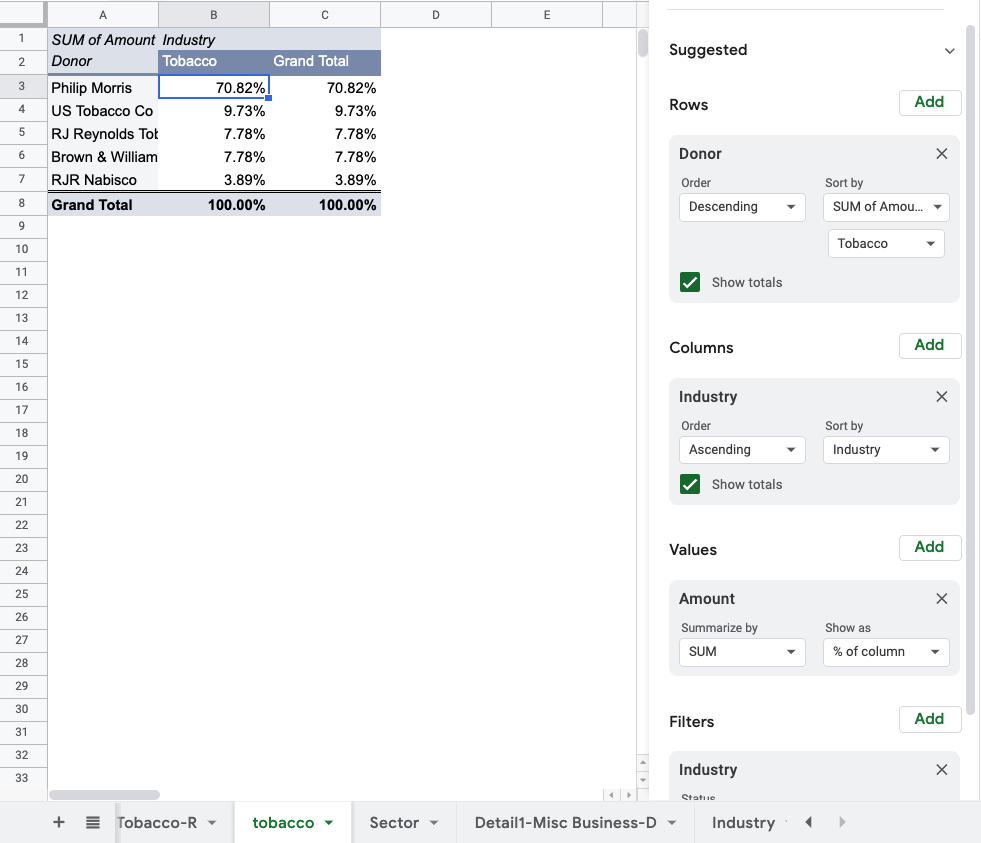 A B C D E
1 SUM of Amount Industry
2 Donor Tobacco Grand Total
3 Philip Morris 70.82% 70.82%
4 US Tobacco Co 9.73% 9.73%
5 RJ Reynolds Tob 7.78% 7.78%
6 Brown & William 7.78% 7.78%
7 RJR Nabisco 3.89% 3.89%
8 Grand Total 100.00% 100.00%
9
10
11
12
13
14
15
16
17
18
19
20
21
22
23
24
25
26
27
28
29
30
31
32
33
Suggested
Rows Add
Donor
Order Sort by
Descending SUM of Amou...
Tobacco
Show totals
Columns Add
Industry
Order Sort by
Ascending Industry
Show totals
Values Add
Amount
Summarize by Show as
SUM % of column
Filters Add
Industry
Status
Tobacco-R tobacco Sector Detail1-Misc Business-D Industry